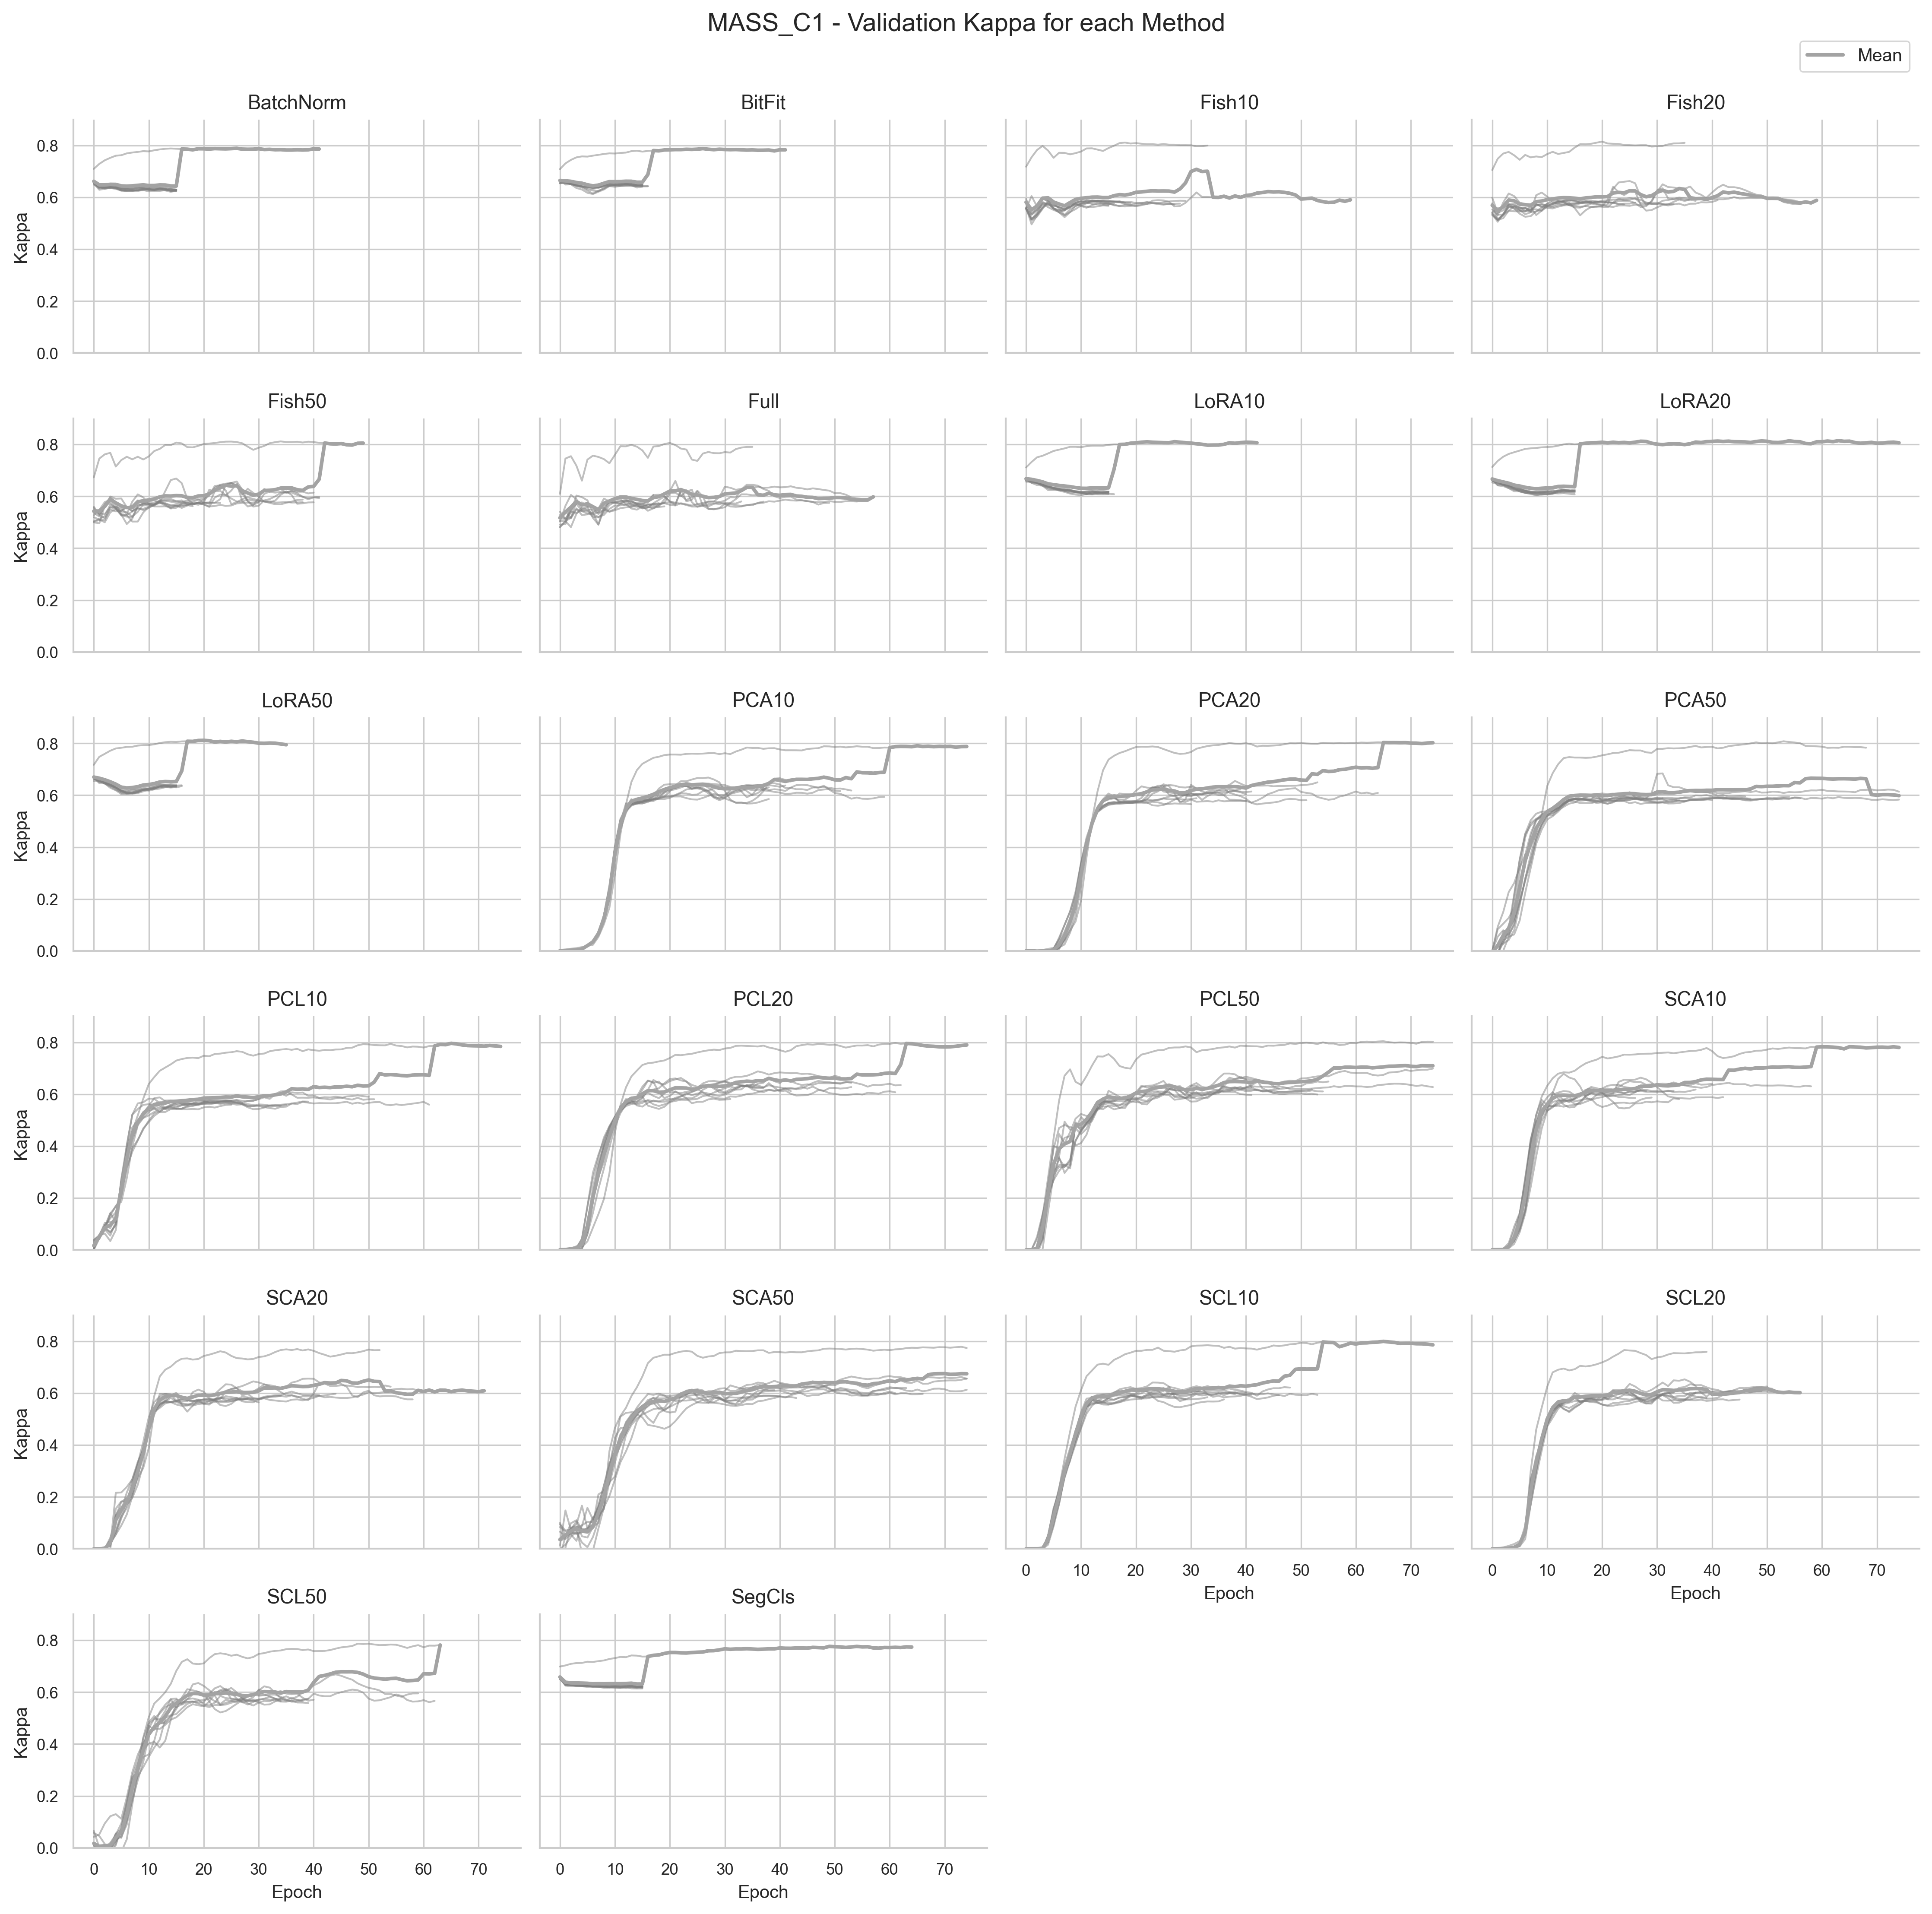 MASS_C1 - Validation Kappa for each Method
Mean
BatchNorm BitFit Fish10 Fish20
0.8
0.6
0.4
0.2
0.0
Kappa
Fish50 Full LoRA10 LoRA20
0.8
0.6
0.4
0.2
0.0
Kappa
LoRA50 PCA10 PCA20 PCA50
0.8
0.6
0.4
0.2
0.0
Kappa
PCL10 PCL20 PCL50 SCA10
0.8
0.6
0.4
0.2
0.0
Kappa
SCA20 SCA50 SCL10 SCL20
0.8
0.6
0.4
0.2
0.0
Kappa
0 10 20 30 40 50 60 70 0 10 20 30 40 50 60 70
Epoch Epoch
SCL50 SegCls
0.8
0.6
0.4
0.2
0.0
Kappa
0 10 20 30 40 50 60 70 0 10 20 30 40 50 60 70
Epoch Epoch